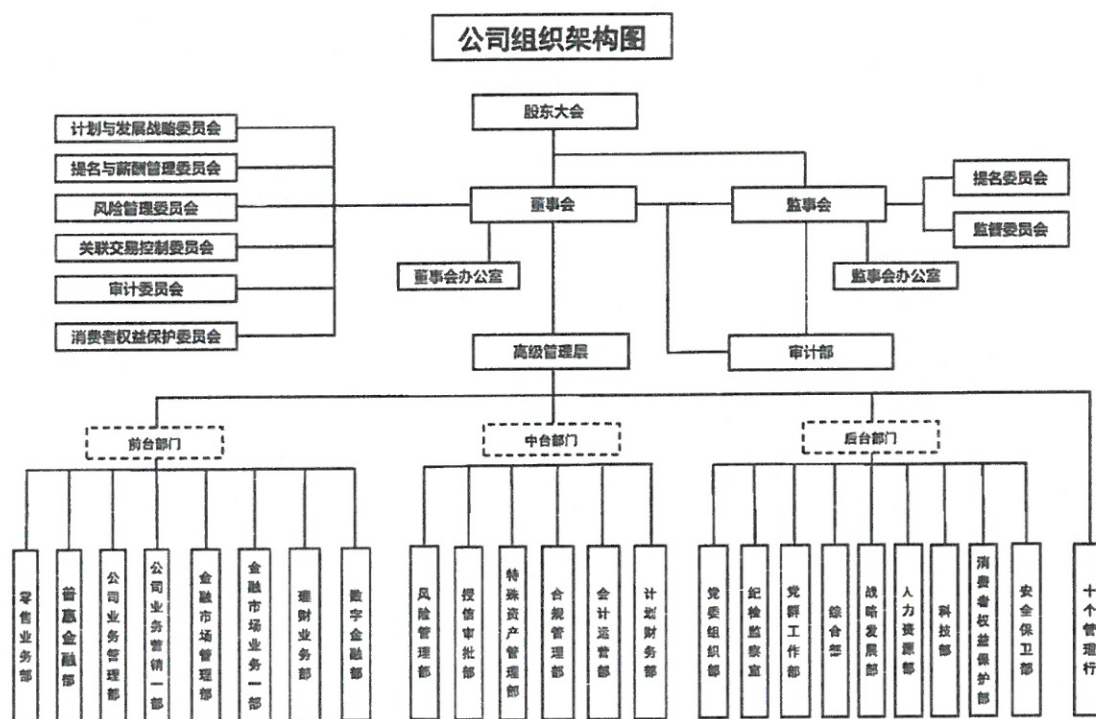 公司组织架构图
股东大会
计划与发展战略委员会
提名与薪酬管理委员会
风险管理委员会
关联交易控制委员会
审计委员会
消费者权益保护委员会
董事会
监事会
提名委员会
监督委员会
董事会办公室
监事会办公室
高级管理层
审计部
前台部门
中台部门
后台部门
零售业务部
普惠金融部
公司业务管理部
公司业务营销一部
金融市场管理部
金融市场业务一部
理财业务部
数字金融部
风险管理部
授信审批部
特殊资产管理部
合规管理部
会计运营部
计划财务部
党委组织部
纪检监察室
党群工作部
综合部
战略发展部
人力资源部
科技部
消费者权益保护部
安全保卫部
十个管理行